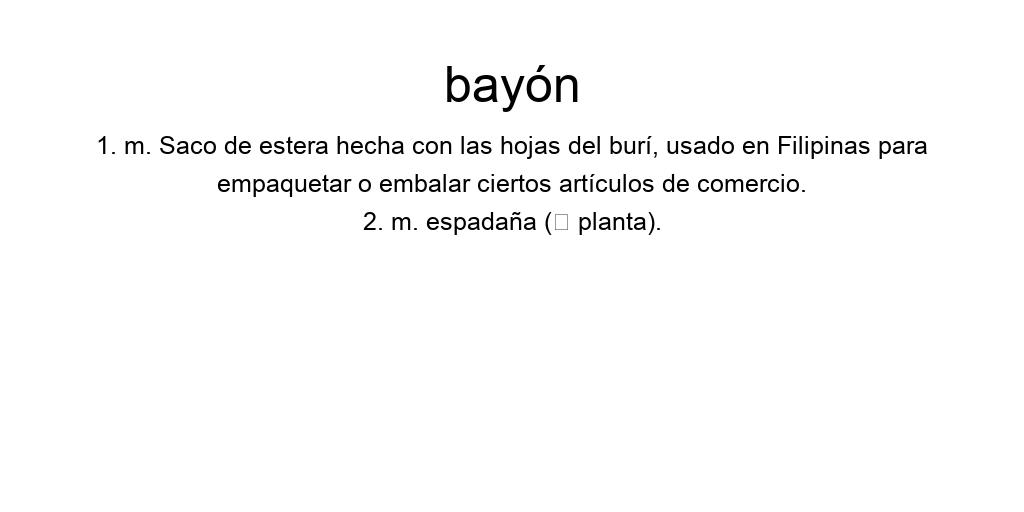 bayón
1. m. Saco de estera hecha con las hojas del burí, usado en Filipinas para
empaquetar o embalar ciertos artículos de comercio.
2. m. espadaña (□ planta).